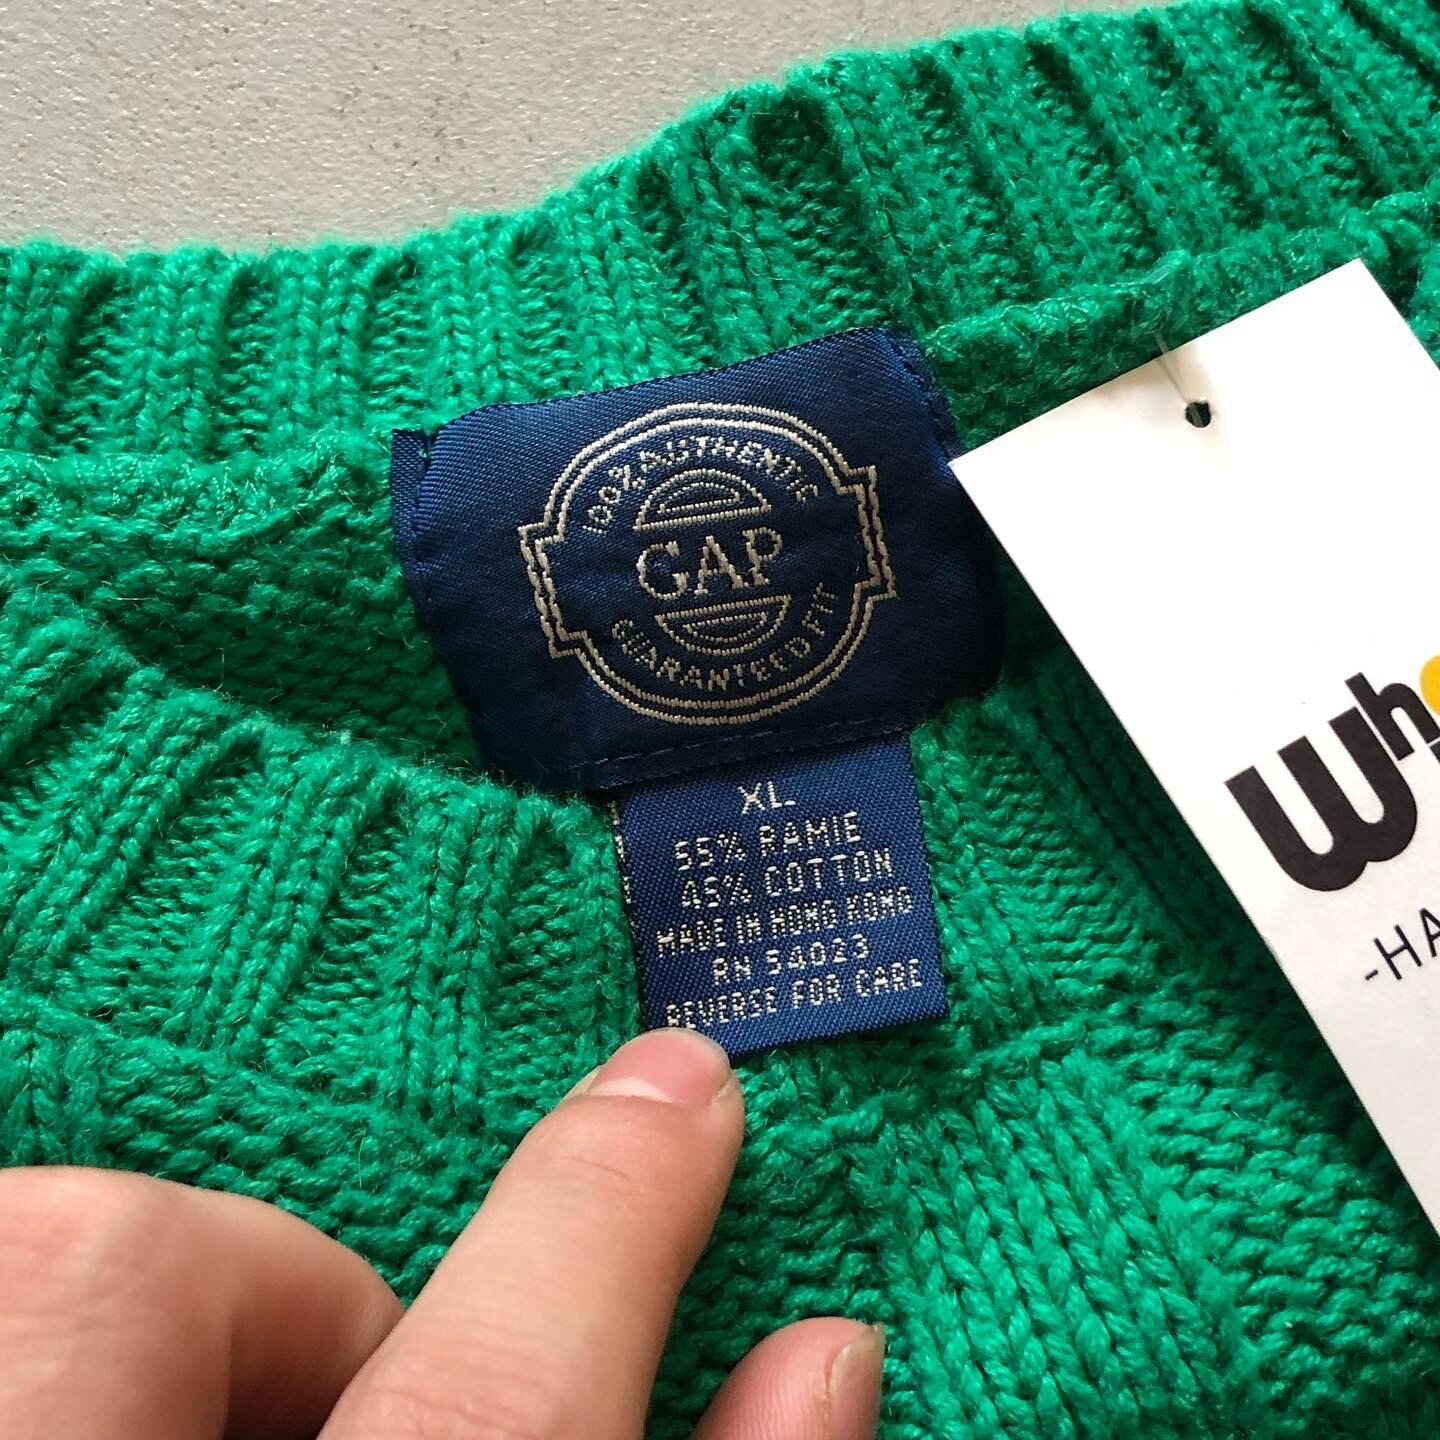 100% AUTHENTIC
GAP
GUARANTEED FIT
XL
55% RAMIE
45% COTTON
MADE IN HONG KONG
RN 54023
REVERSE FOR CARE